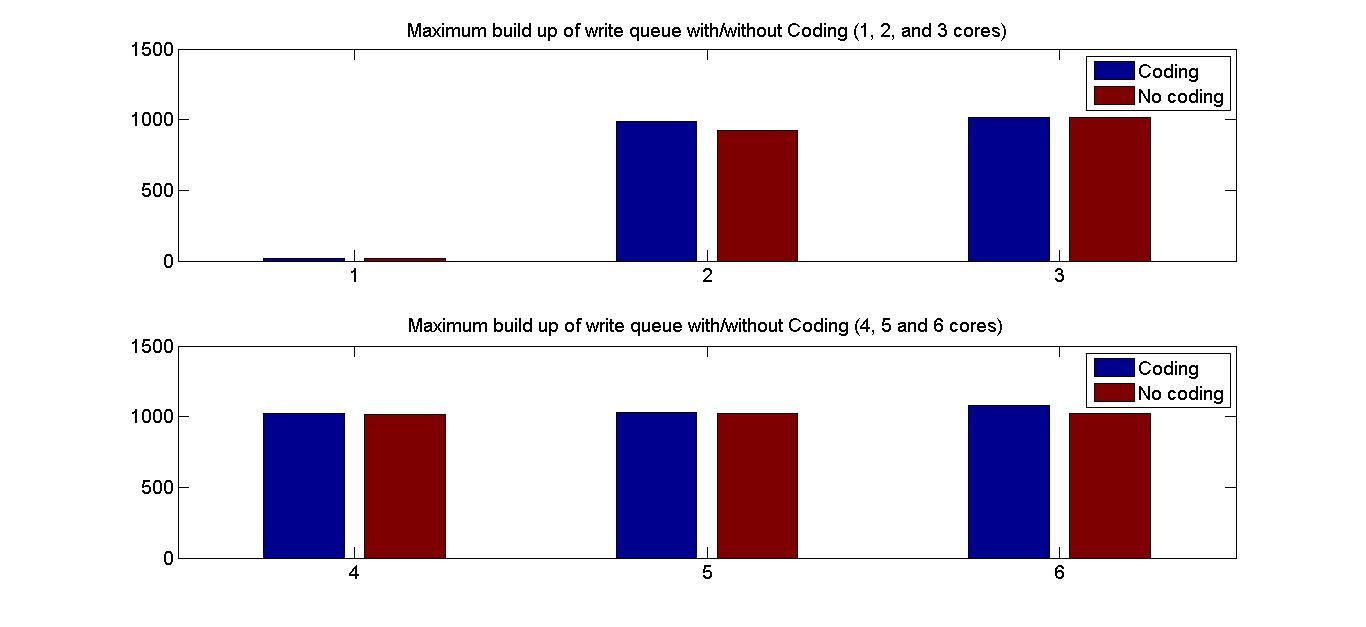 Maximum build up of write queue with/without Coding (1, 2, and 3 cores)
1500
1000
500
0
Coding
No coding
1 2 3
Maximum build up of write queue with/without Coding (4, 5 and 6 cores)
1500
1000
500
0
Coding
No coding
4 5 6